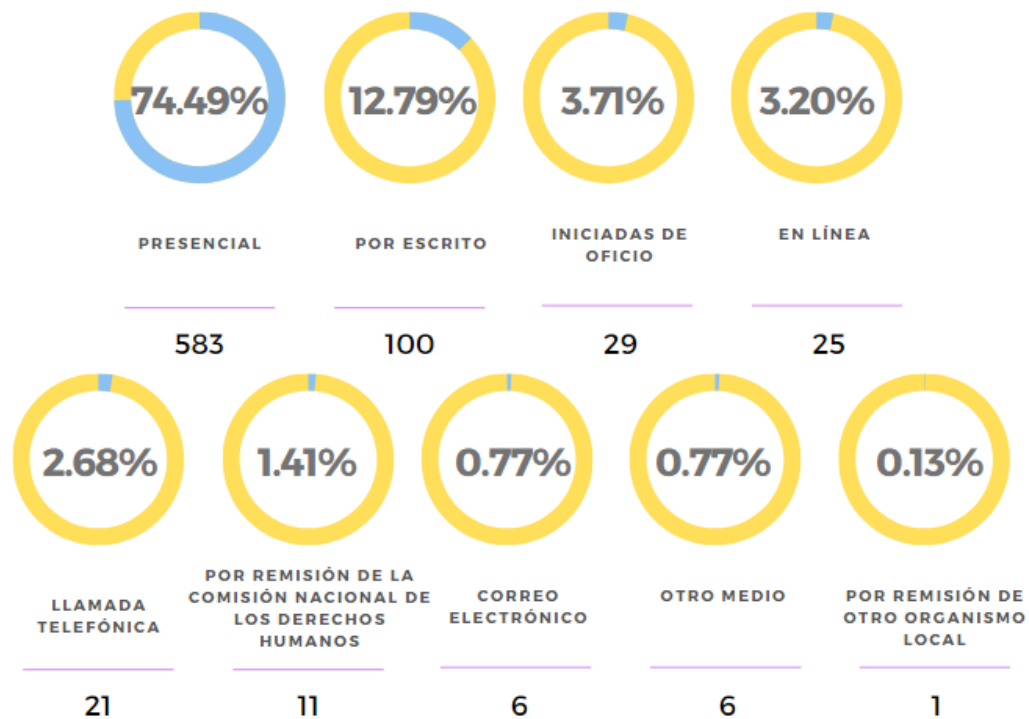 74.49%
12.79%
3.71%
3.20%
PRESENCIAL
POR ESCRITO
INICIADAS DE
OFICIO
EN LÍNEA
583
100
29
25
2.68%
1.41%
0.77%
0.77%
0.13%
LLAMADA
TELEFÓNICA
POR REMISIÓN DE LA
COMISIÓN NACIONAL DE
LOS DERECHOS
HUMANOS
CORREO
ELECTRÓNICO
OTRO MEDIO
POR REMISIÓN DE
OTRO ORGANISMO
LOCAL
21
11
6
6
1